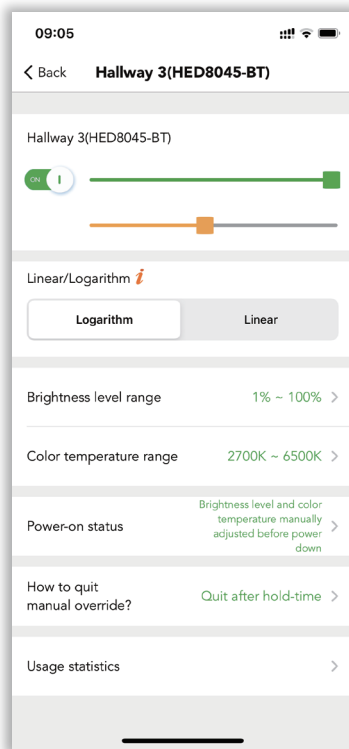 09:05
Back Hallway 3(HED8045-BT)
Hallway 3(HED8045-BT)
ON I
Linear/Logarithm i
Logarithm Linear
Brightness level range 1% ~ 100%
Color temperature range 2700K ~ 6500K
Power-on status
Brightness level and color
temperature manually
adjusted before power
down
How to quit
manual override?
Quit after hold-time
Usage statistics